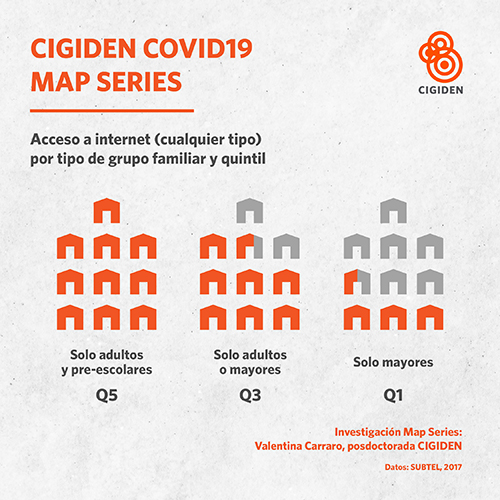 CIGIDEN COVID19
MAP SERIES
CIGIDEN
Acceso a internet (cualquier tipo)
por tipo de grupo familiar y quintil
Solo adultos
y pre-escolares
Q5
Solo adultos
o mayores
Q3
Solo mayores
Q1
Investigación Map Series:
Valentina Carraro, posdoctorada CIGIDEN
Datos: SUBTEL, 2017